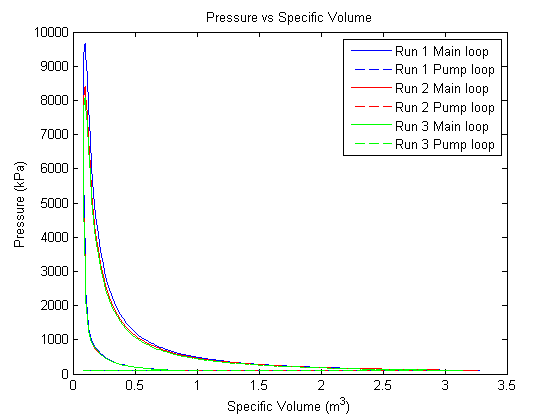 Pressure vs Specific Volume
10000
9000
8000
7000
6000
5000
4000
3000
2000
1000
0
Pressure (kPa)
Run 1 Main loop
Run 1 Pump loop
Run 2 Main loop
Run 2 Pump loop
Run 3 Main loop
Run 3 Pump loop
0 0.5 1 1.5 2 2.5 3 3.5
Specific Volume (m³)